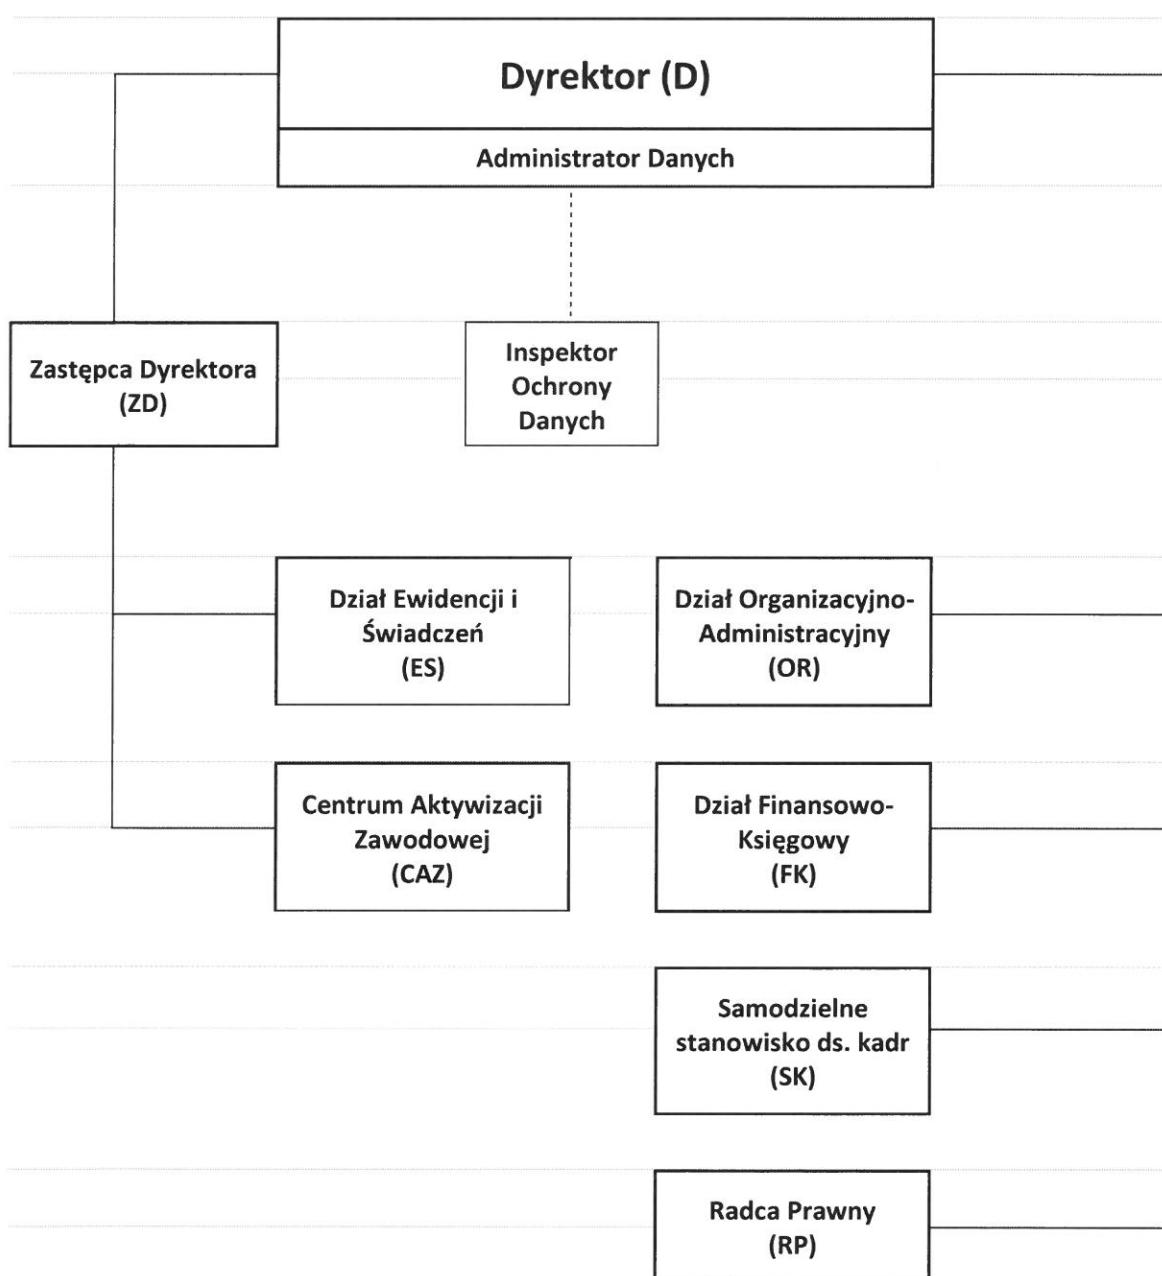 Dyrektor (D)
Administrator Danych
Zastępca Dyrektora
(ZD)
Inspektor
Ochrony
Danych
Dział Ewidencji i
Świadczeń
(ES)
Dział Organizacyjno-
Administracyjny
(OR)
Centrum Aktywizacji
Zawodowej
(CAZ)
Dział Finansowo-
Księgowy
(FK)
Samodzielne
stanowisko ds. kadr
(SK)
Radca Prawny
(RP)